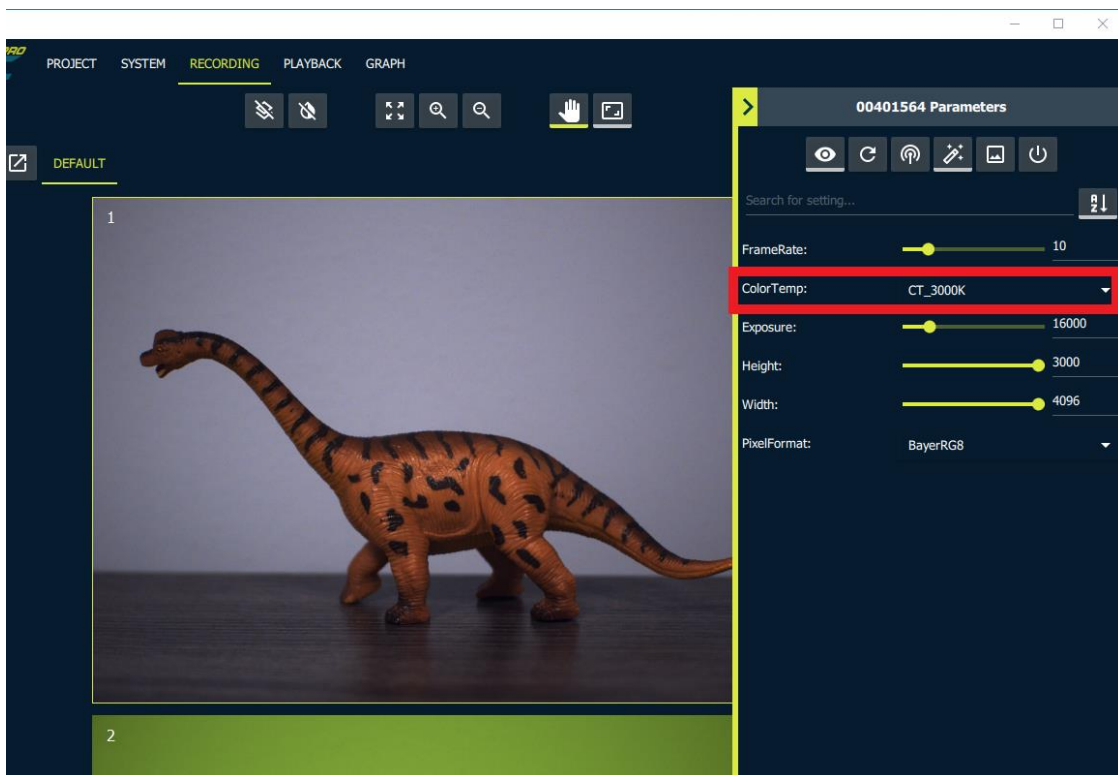 PROJECT SYSTEM RECORDING PLAYBACK GRAPH
00401564 Parameters
DEFAULT
Search for setting...
1
FrameRate: 10
ColorTemp: CT_3000K
Exposure: 16000
Height: 3000
Width: 4096
PixelFormat: BayerRG8
2